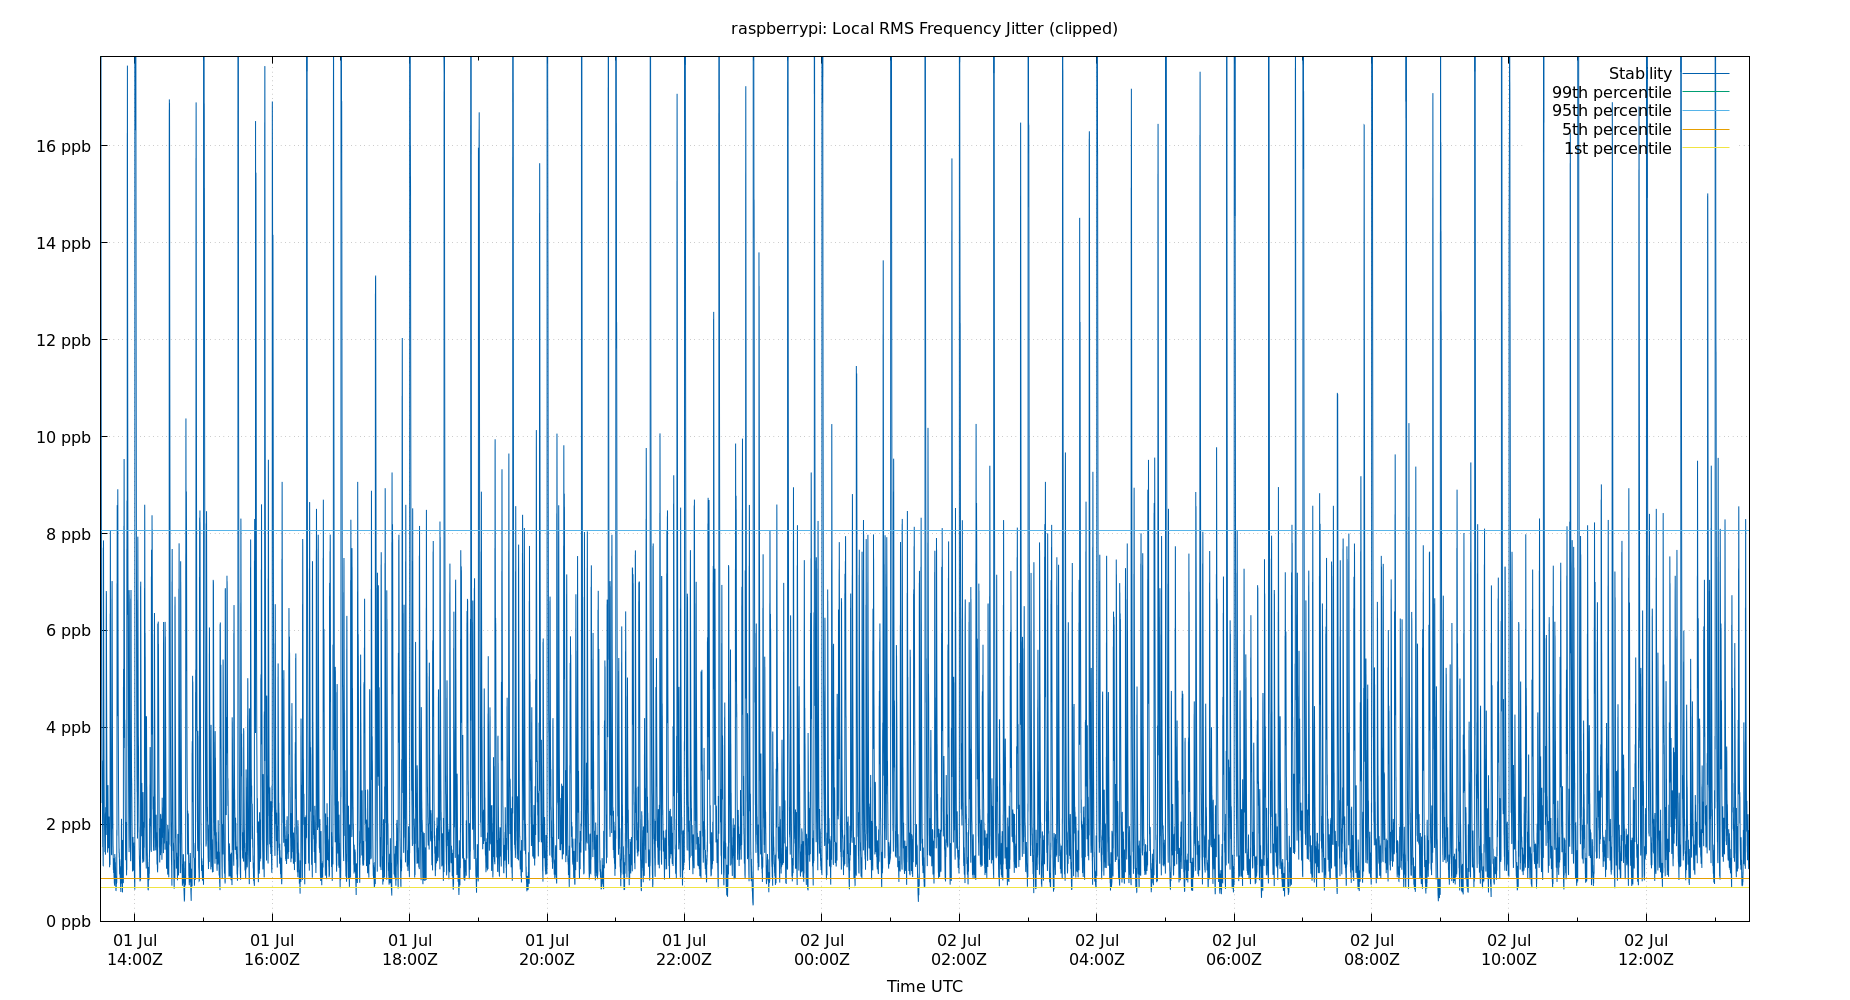 raspberrypi: Local RMS Frequency Jitter (clipped)
Stability
99th percentile
95th percentile
5th percentile
1st percentile
16 ppb
14 ppb
12 ppb
10 ppb
8 ppb
6 ppb
4 ppb
2 ppb
0 ppb
01 Jul 01 Jul 01 Jul 01 Jul 01 Jul 02 Jul 02 Jul 02 Jul 02 Jul 02 Jul 02 Jul 02 Jul
14:00Z 16:00Z 18:00Z 20:00Z 22:00Z 00:00Z 02:00Z 04:00Z 06:00Z 08:00Z 10:00Z 12:00Z
Time UTC